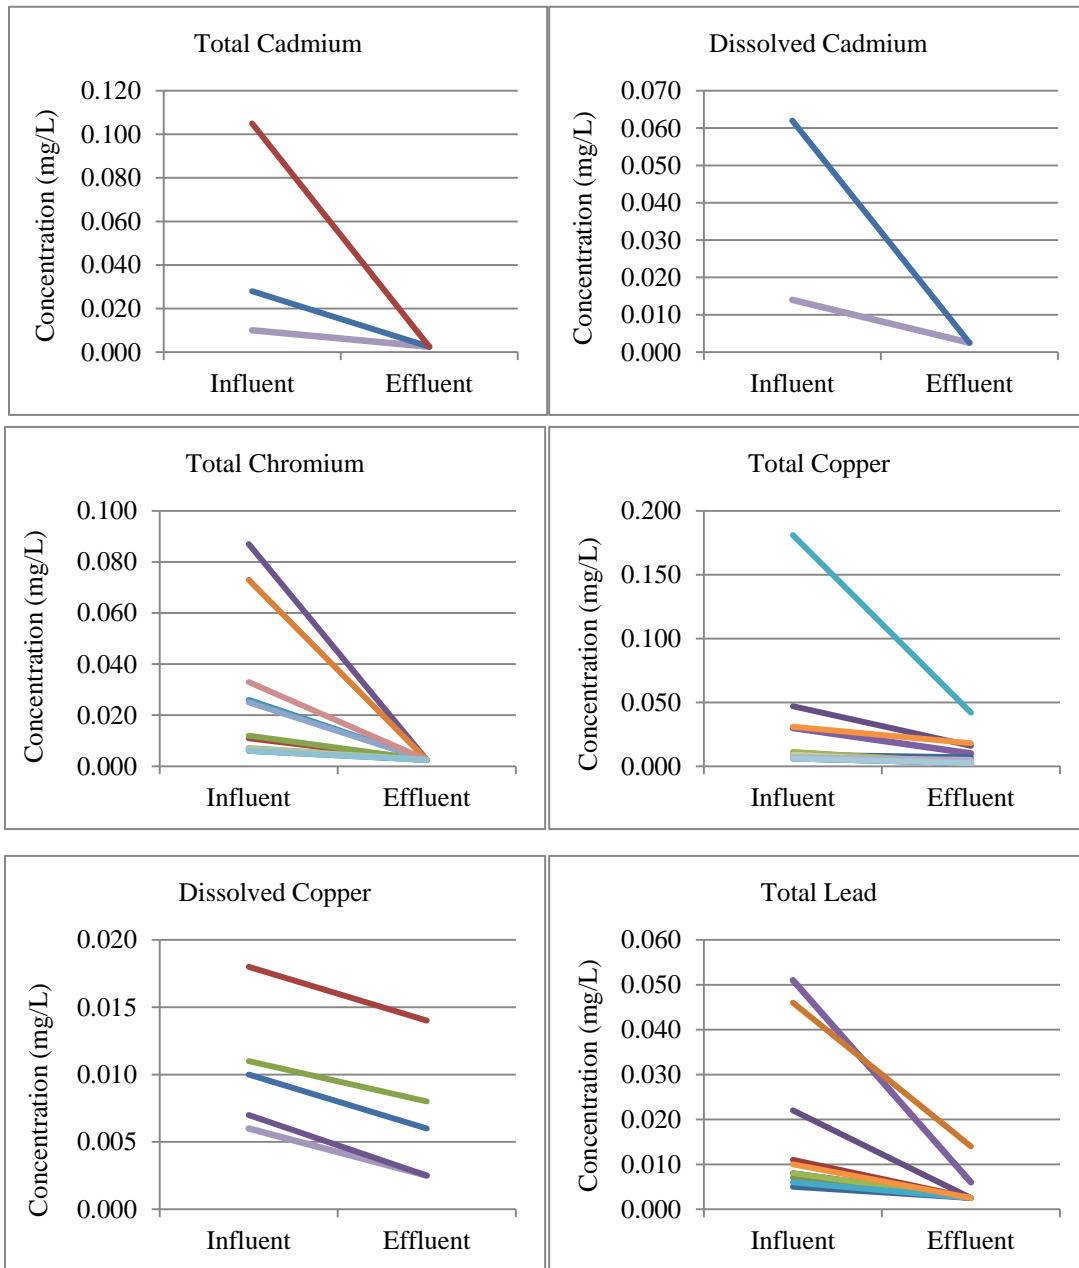 Total Cadmium
Concentration (mg/L)
0.120
0.100
0.080
0.060
0.040
0.020
0.000
Influent Effluent
Dissolved Cadmium
Concentration (mg/L)
0.070
0.060
0.050
0.040
0.030
0.020
0.010
0.000
Influent Effluent
Total Chromium
Concentration (mg/L)
0.100
0.080
0.060
0.040
0.020
0.000
Influent Effluent
Total Copper
Concentration (mg/L)
0.200
0.150
0.100
0.050
0.000
Influent Effluent
Dissolved Copper
Concentration (mg/L)
0.020
0.015
0.010
0.005
0.000
Influent Effluent
Total Lead
Concentration (mg/L)
0.060
0.050
0.040
0.030
0.020
0.010
0.000
Influent Effluent